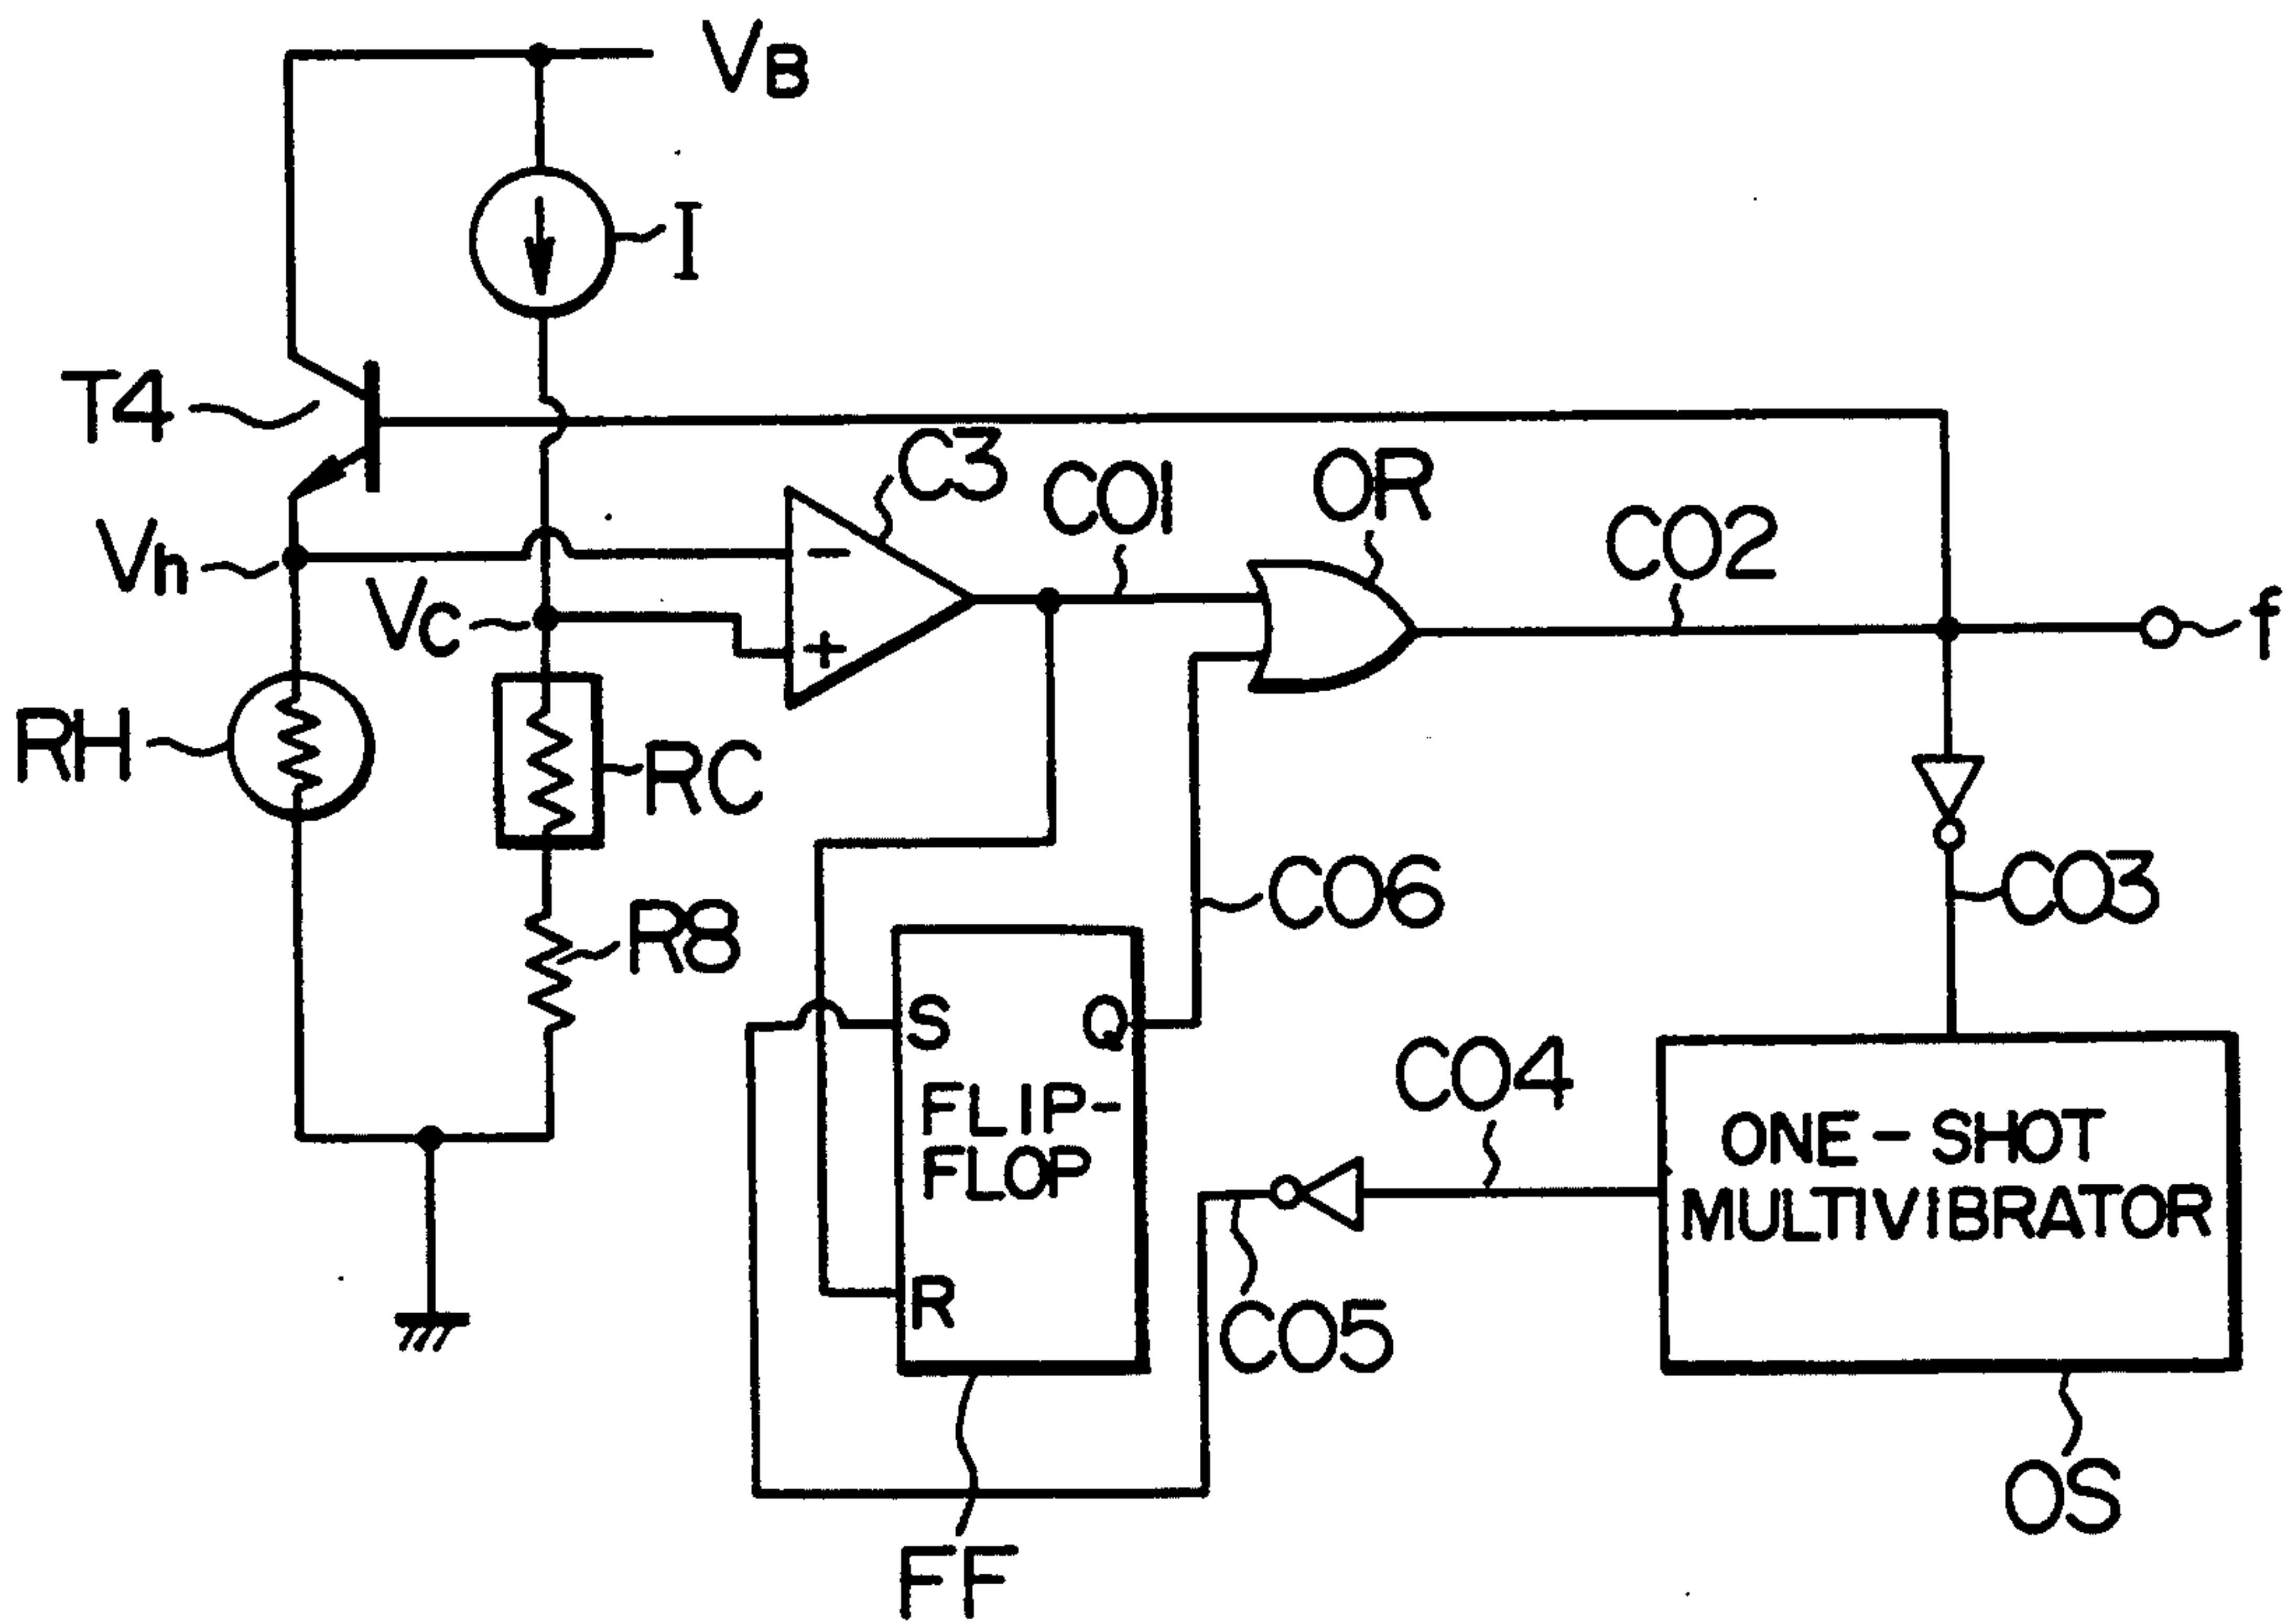 VB
I
T4
C3
CO1
OR
CO2
Vh
f
VC
−
+
RH
RC
CO6
CO3
R8
S
Q
FLIP-
FLOP
R
CO4
ONE-SHOT
MULTIVIBRATOR
CO5
OS
FF